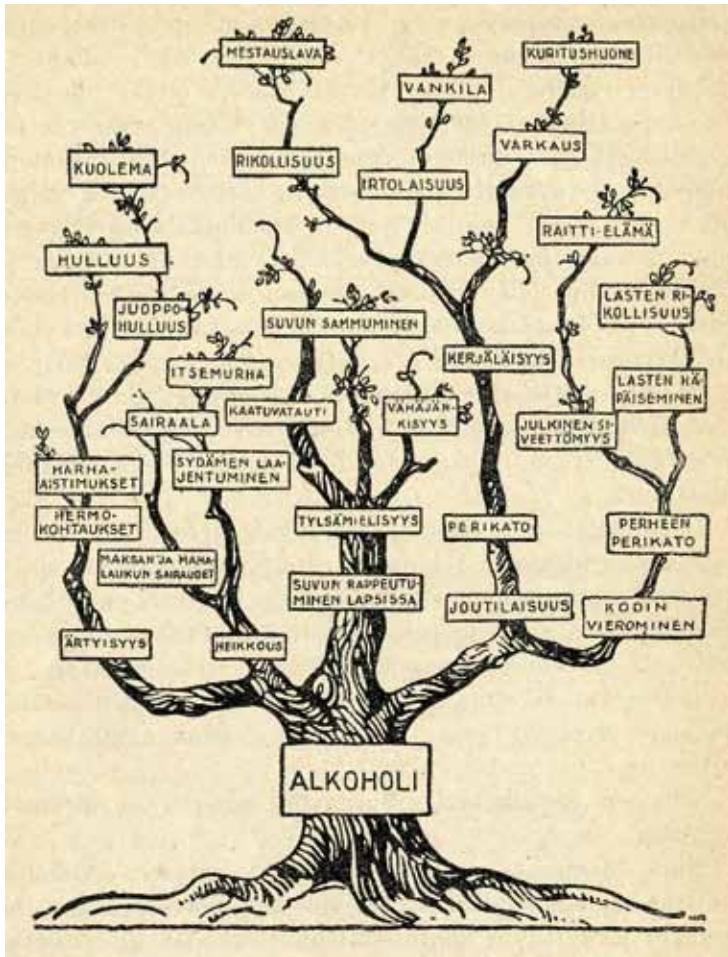 MESTAUSLAVA
KURITUSHUONE
VANKILA
VARKAUS
KUOLEMA
RIKOLLISUUS
IRTOLAISUUS
RAITTI-ELÄMÄ
HULLUUS
LASTEN RI-
KOLLISUUS
JUOPPO-
HULLUUS
SUVUN SAMMUMINEN
KERJÄLÄISYYS
ITSEMURHA
LASTEN HÄ-
PÄISEMINEN
KAATUVATAUTI
VÄHÄJÄN-
KISYYS
SAIRAALA
JULKINEN SI-
VEETTÖMYYS
HARHA-
AISTIMUKSET
SYDÄMEN LAA-
JENTUMINEN
HERMO-
KOHTAUKSET
TYLSÄMIELISYYS
PERIKATO
PERHEEN
PERIKATO
MAKSAN JA MAHA-
LAUKUN SAIRAUDET
SUVUN RAPPEUTU-
MINEN LAPSISSA
JOUTILAISUUS
KODIN
VIEROMINEN
ÄRTYISYYS
HEIKKOUS
ALKOHOLI